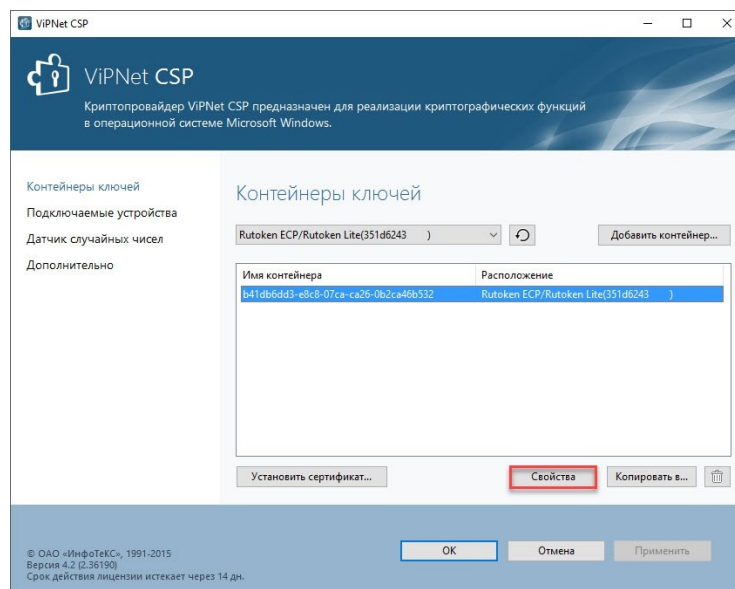 ViPNet CSP
ViPNet CSP
Криптопровайдер ViPNet CSP предназначен для реализации криптографических функций
в операционной системе Microsoft Windows.
Контейнеры ключей
Подключаемые устройства
Датчик случайных чисел
Дополнительно
Контейнеры ключей
Rutoken ECP/Rutoken Lite(351d6243 )
Добавить контейнер...
Имя контейнера Расположение
b41db6dd3-e8c8-07ca-ca26-0b2ca46b532 Rutoken ECP/Rutoken Lite(351d6243 )
Установить сертификат... Свойства Копировать в...
© ОАО «ИнфоТеКС», 1991-2015
Версия 4.2 (2.36190)
Срок действия лицензии истекает через 14 дн.
OK Отмена Применить